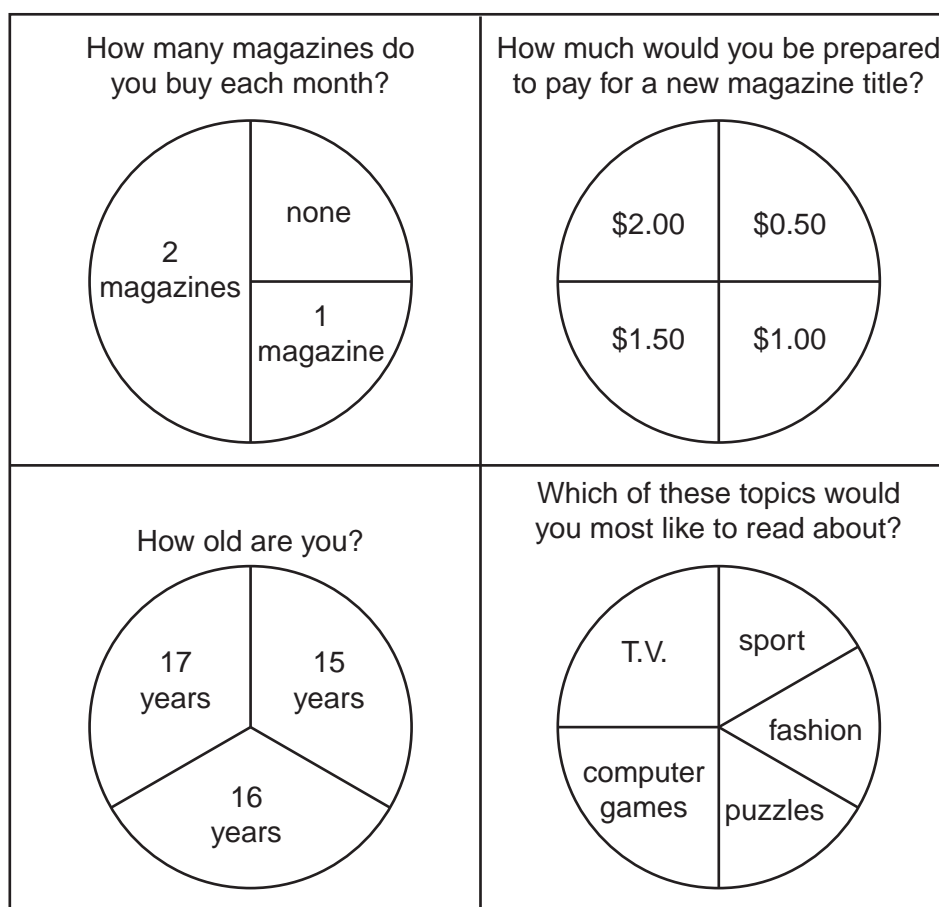 How many magazines do
you buy each month?
none
2
magazines
1
magazine
How much would you be prepared
to pay for a new magazine title?
$2.00
$0.50
$1.50
$1.00
How old are you?
17
years
15
years
16
years
Which of these topics would
you most like to read about?
T.V.
sport
fashion
computer
games
puzzles